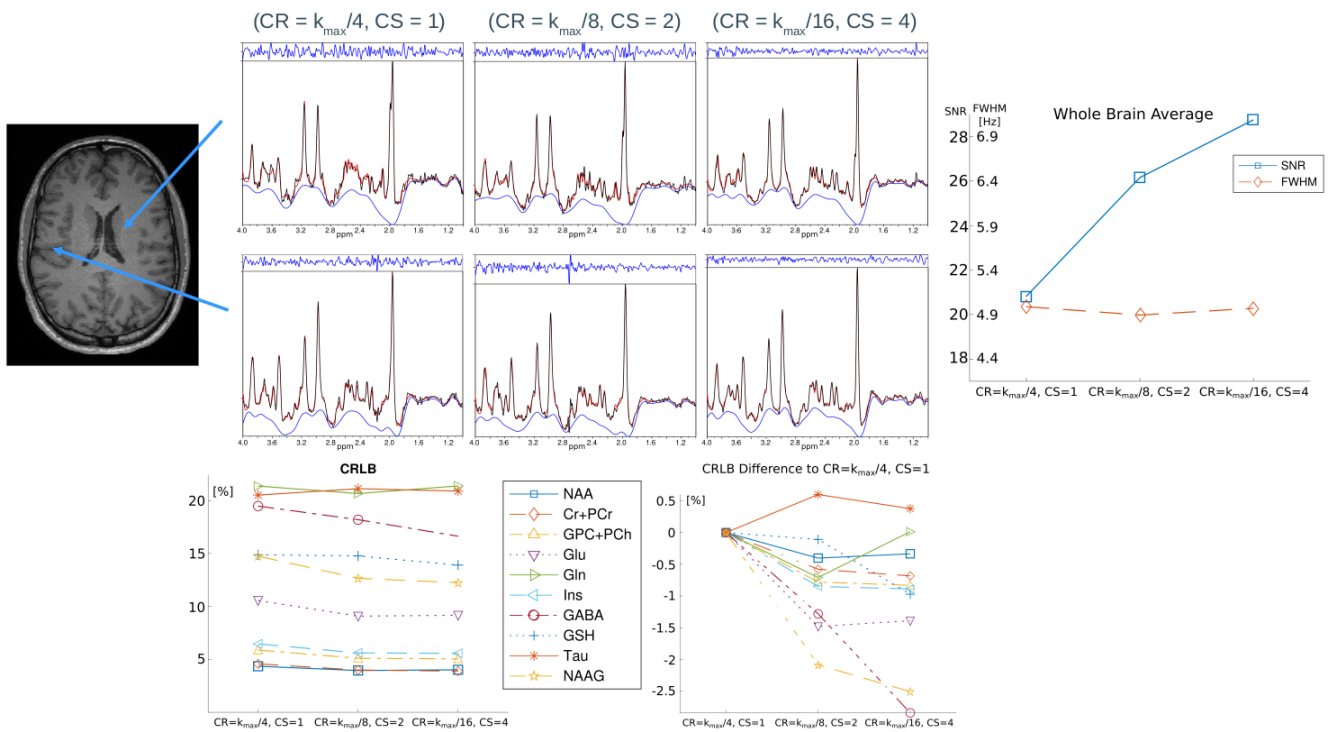 (CR = kmax/4, CS = 1) (CR = kmax/8, CS = 2) (CR = kmax/16, CS = 4)
4.0 3.6 3.2 2.8 2.4 ppm 2.0 1.6 1.2
4.0 3.6 3.2 2.8 2.4 ppm 2.0 1.6 1.2
4.0 3.6 3.2 2.8 2.4 ppm 2.0 1.6 1.2
4.0 3.6 3.2 2.8 2.4 ppm 2.0 1.6 1.2
4.0 3.6 3.2 2.8 2.4 ppm 2.0 1.6 1.2
4.0 3.6 3.2 2.8 2.4 ppm 2.0 1.6 1.2
SNR FWHM
[Hz]
Whole Brain Average
28 6.9
26 6.4
24 5.9
22 5.4
20 4.9
18 4.4
SNR
FWHM
CR=kmax/4, CS=1 CR=kmax/8, CS=2 CR=kmax/16, CS=4
CRLB
[%]
20
15
10
5
CR=kmax/4, CS=1 CR=kmax/8, CS=2 CR=kmax/16, CS=4
NAA
Cr+PCr
GPC+PCh
Glu
Gln
Ins
GABA
GSH
Tau
NAAG
CRLB Difference to CR=kmax/4, CS=1
[%]
0.5
0
-0.5
-1
-1.5
-2
-2.5
CR=kmax/4, CS=1 CR=kmax/8, CS=2 CR=kmax/16, CS=4